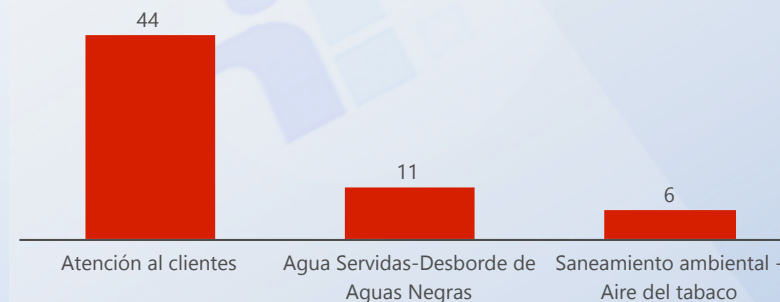 44
11
6
Atención al clientes
Agua Servidas-Desborde de
Aguas Negras
Saneamiento ambiental -
Aire del tabaco